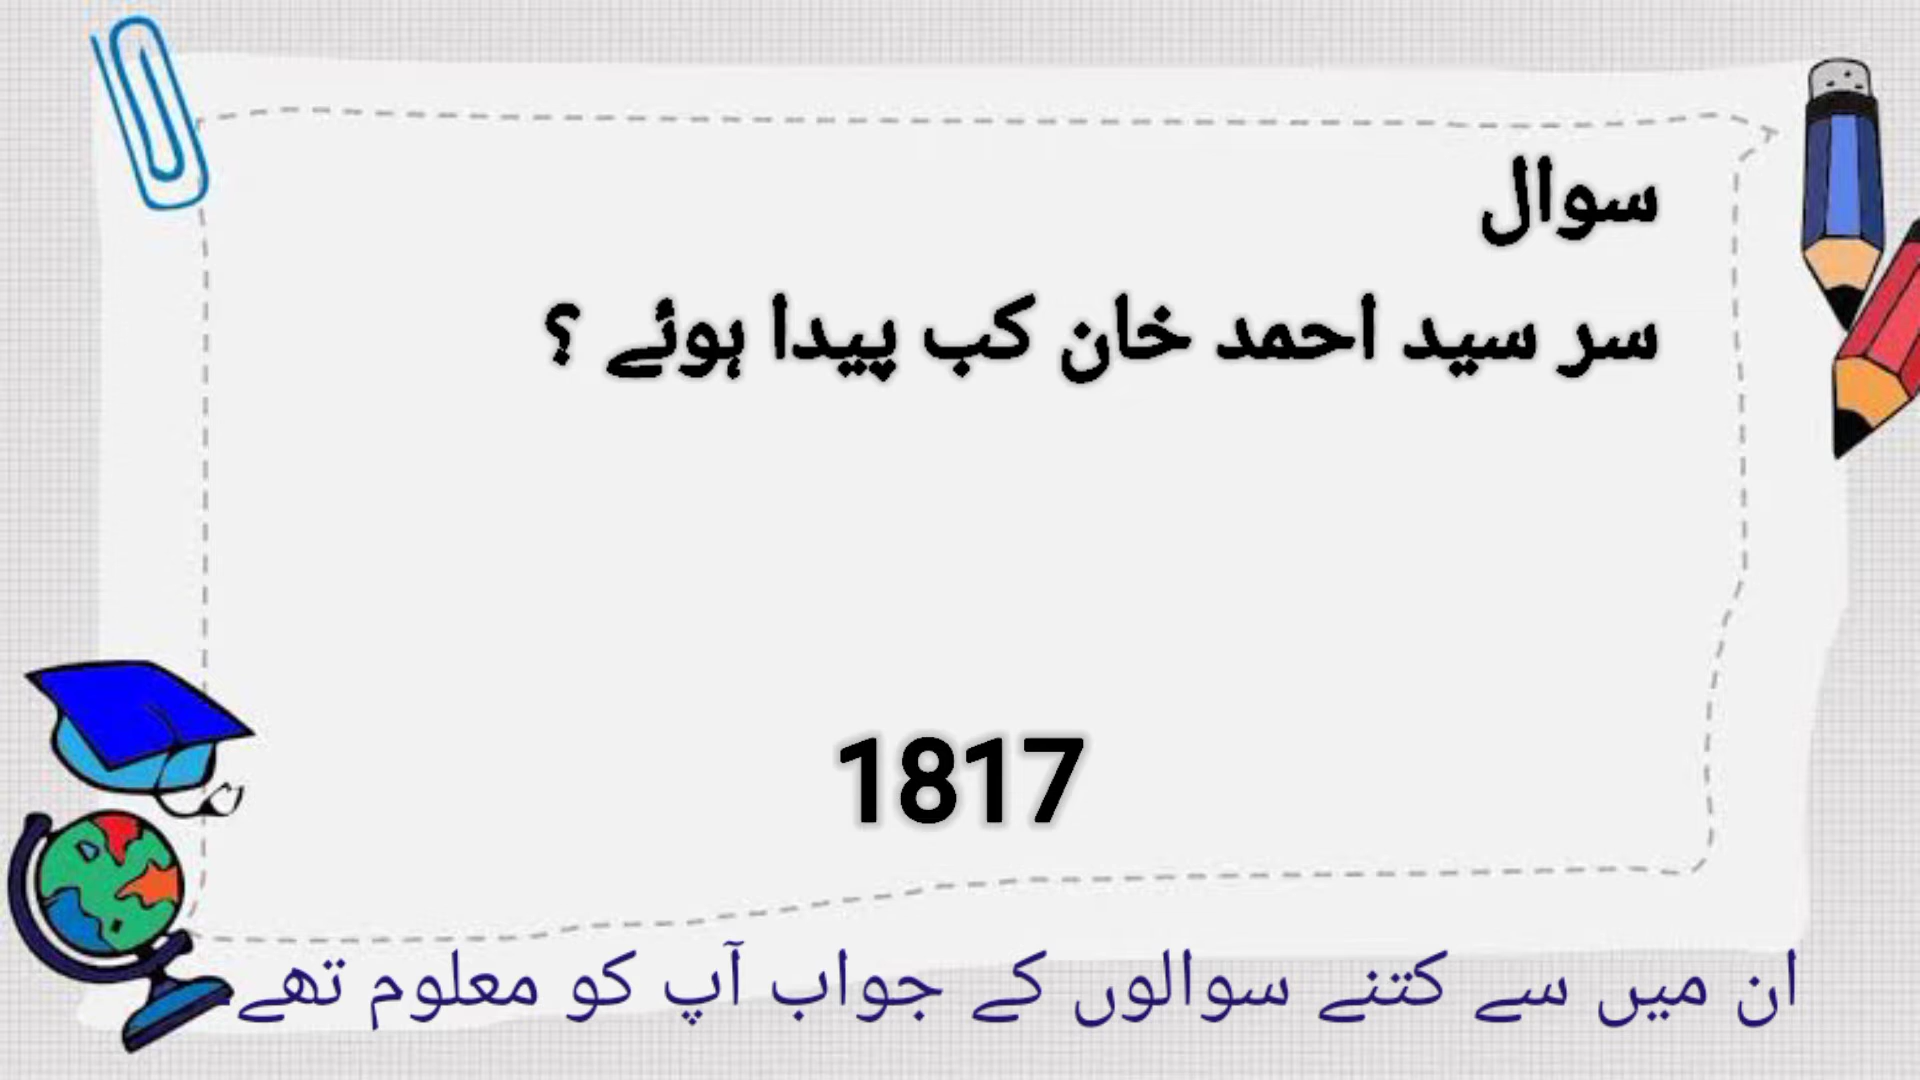 سوال
سر سید احمد خان کب پیدا ہوئے ؟
1817
ان میں سے کتنے سوالوں کے جواب آپ کو معلوم تھے۔